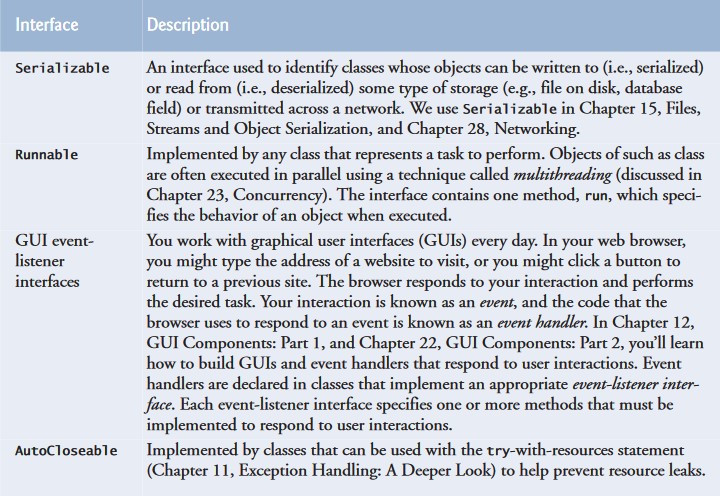 Interface Description
Serializable An interface used to identify classes whose objects can be written to (i.e., serialized)
or read from (i.e., deserialized) some type of storage (e.g., file on disk, database
field) or transmitted across a network. We use Serializable in Chapter 15, Files,
Streams and Object Serialization, and Chapter 28, Networking.
Runnable Implemented by any class that represents a task to perform. Objects of such as class
are often executed in parallel using a technique called multithreading (discussed in
Chapter 23, Concurrency). The interface contains one method, run, which speci-
fies the behavior of an object when executed.
GUI event- You work with graphical user interfaces (GUIs) every day. In your web browser,
listener you might type the address of a website to visit, or you might click a button to
interfaces return to a previous site. The browser responds to your interaction and performs
the desired task. Your interaction is known as an event, and the code that the
browser uses to respond to an event is known as an event handler. In Chapter 12,
GUI Components: Part 1, and Chapter 22, GUI Components: Part 2, you'll learn
how to build GUIs and event handlers that respond to user interactions. Event
handlers are declared in classes that implement an appropriate event-listener inter-
face. Each event-listener interface specifies one or more methods that must be
implemented to respond to user interactions.
AutoCloseable Implemented by classes that can be used with the try-with-resources statement
(Chapter 11, Exception Handling: A Deeper Look) to help prevent resource leaks.